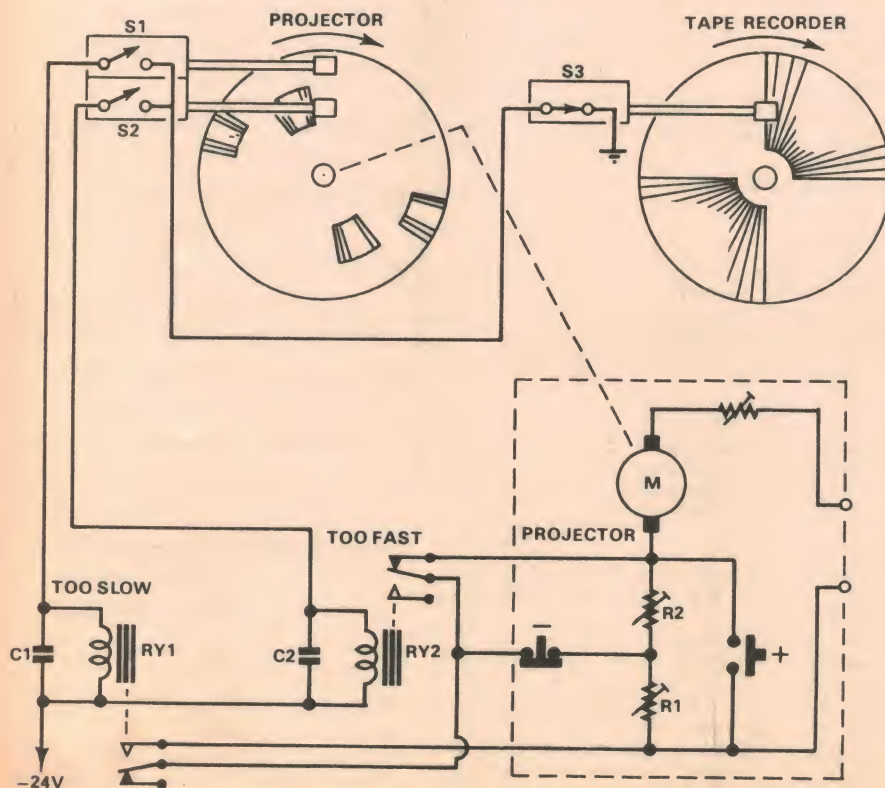 PROJECTOR
TAPE RECORDER
S1
S2
S3
M
PROJECTOR
TOO FAST
TOO SLOW
R2
–
+
C1
RY1
C2
RY2
R1
–24V